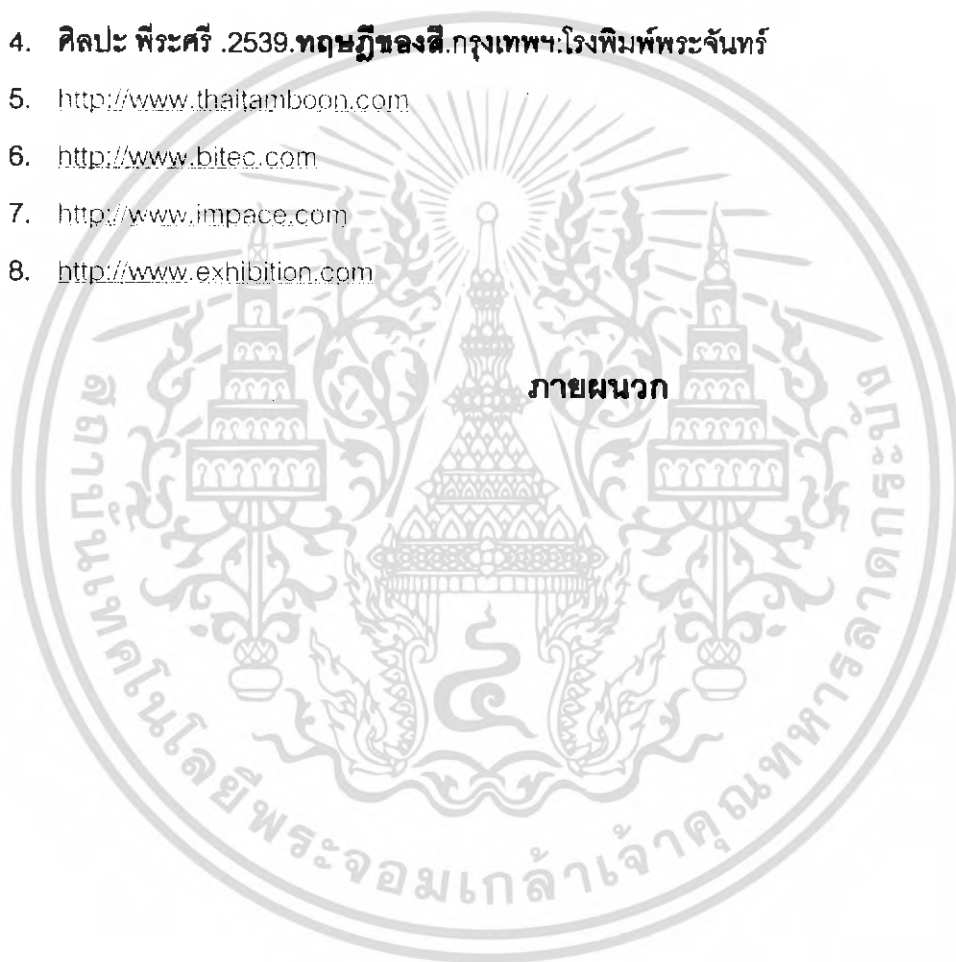 4. ศิลปะ พีระศรี .2539.ทฤษฎีของสี.กรุงเทพฯ:โรงพิมพ์พระจันทร์
5. http://www.thaitamboon.com
6. http://www.bitec.com
7. http://www.impace.com
8. http://www.exhibition.com
ภายผนวก
สถาบันเทคโนโลยีพระจอมเกล้าเจ้าคุณทหารลาดกระบัง
๔